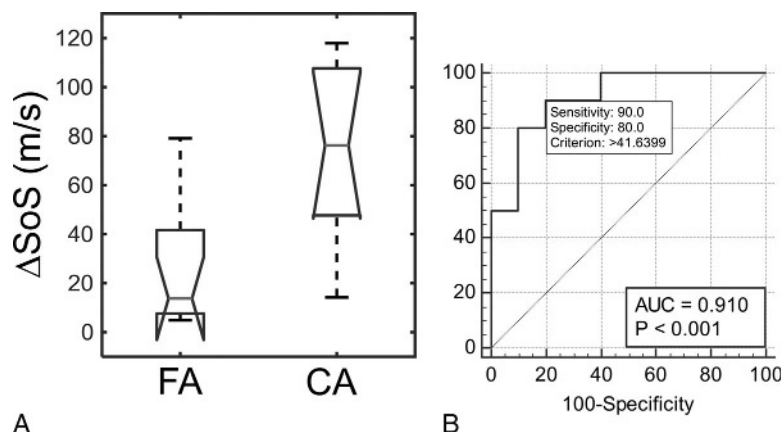 ΔSoS (m/s)
120
100
80
60
40
20
0
FA CA
A
100
80
60
40
20
0
Sensitivity: 90.0
Specificity: 80.0
Criterion: >41.6399
AUC = 0.910
P < 0.001
0 20 40 60 80 100
100-Specificity
B